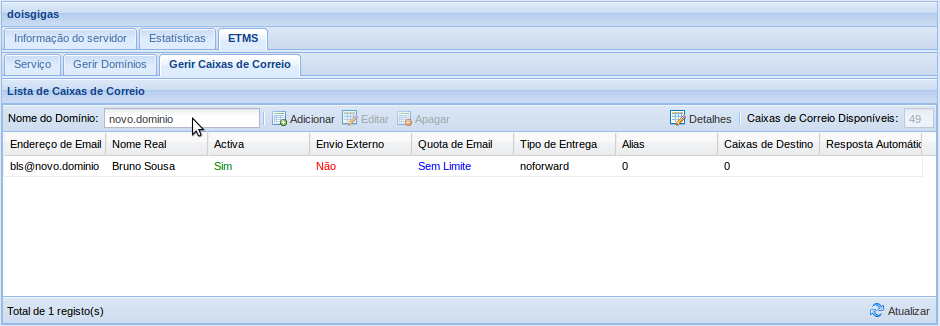 doisgigas
Informação do servidor Estatísticas ETMS
Serviço Gerir Domínios Gerir Caixas de Correio
Lista de Caixas de Correio
Nome do Domínio: novo.dominio Adicionar Editar Apagar Detalhes Caixas de Correio Disponíveis: 49
Endereço de Email Nome Real Activa Envio Externo Quota de Email Tipo de Entrega Alias Caixas de Destino Resposta Automátic
bls@novo.dominio Bruno Sousa Sim Não Sem Limite noforward 0 0
Total de 1 registo(s) Atualizar